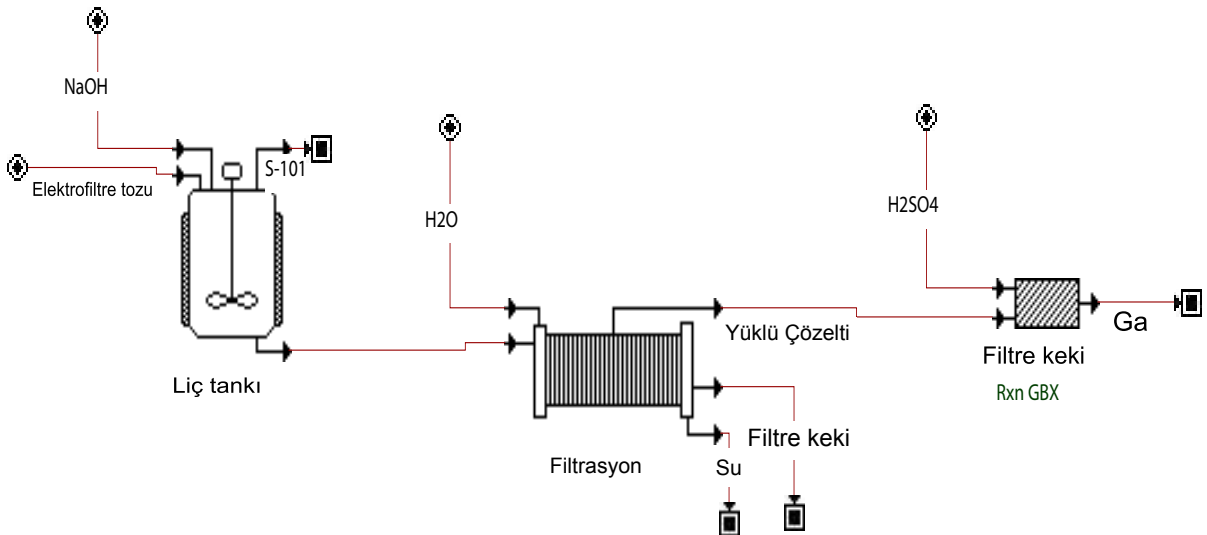 NaOH
S-101
Elektrofiltre tozu
H2O
H2SO4
Yüklü Çözelti
Ga
Filtre keki
Rxn GBX
Liç tankı
Filtre keki
Filtrasyon
Su